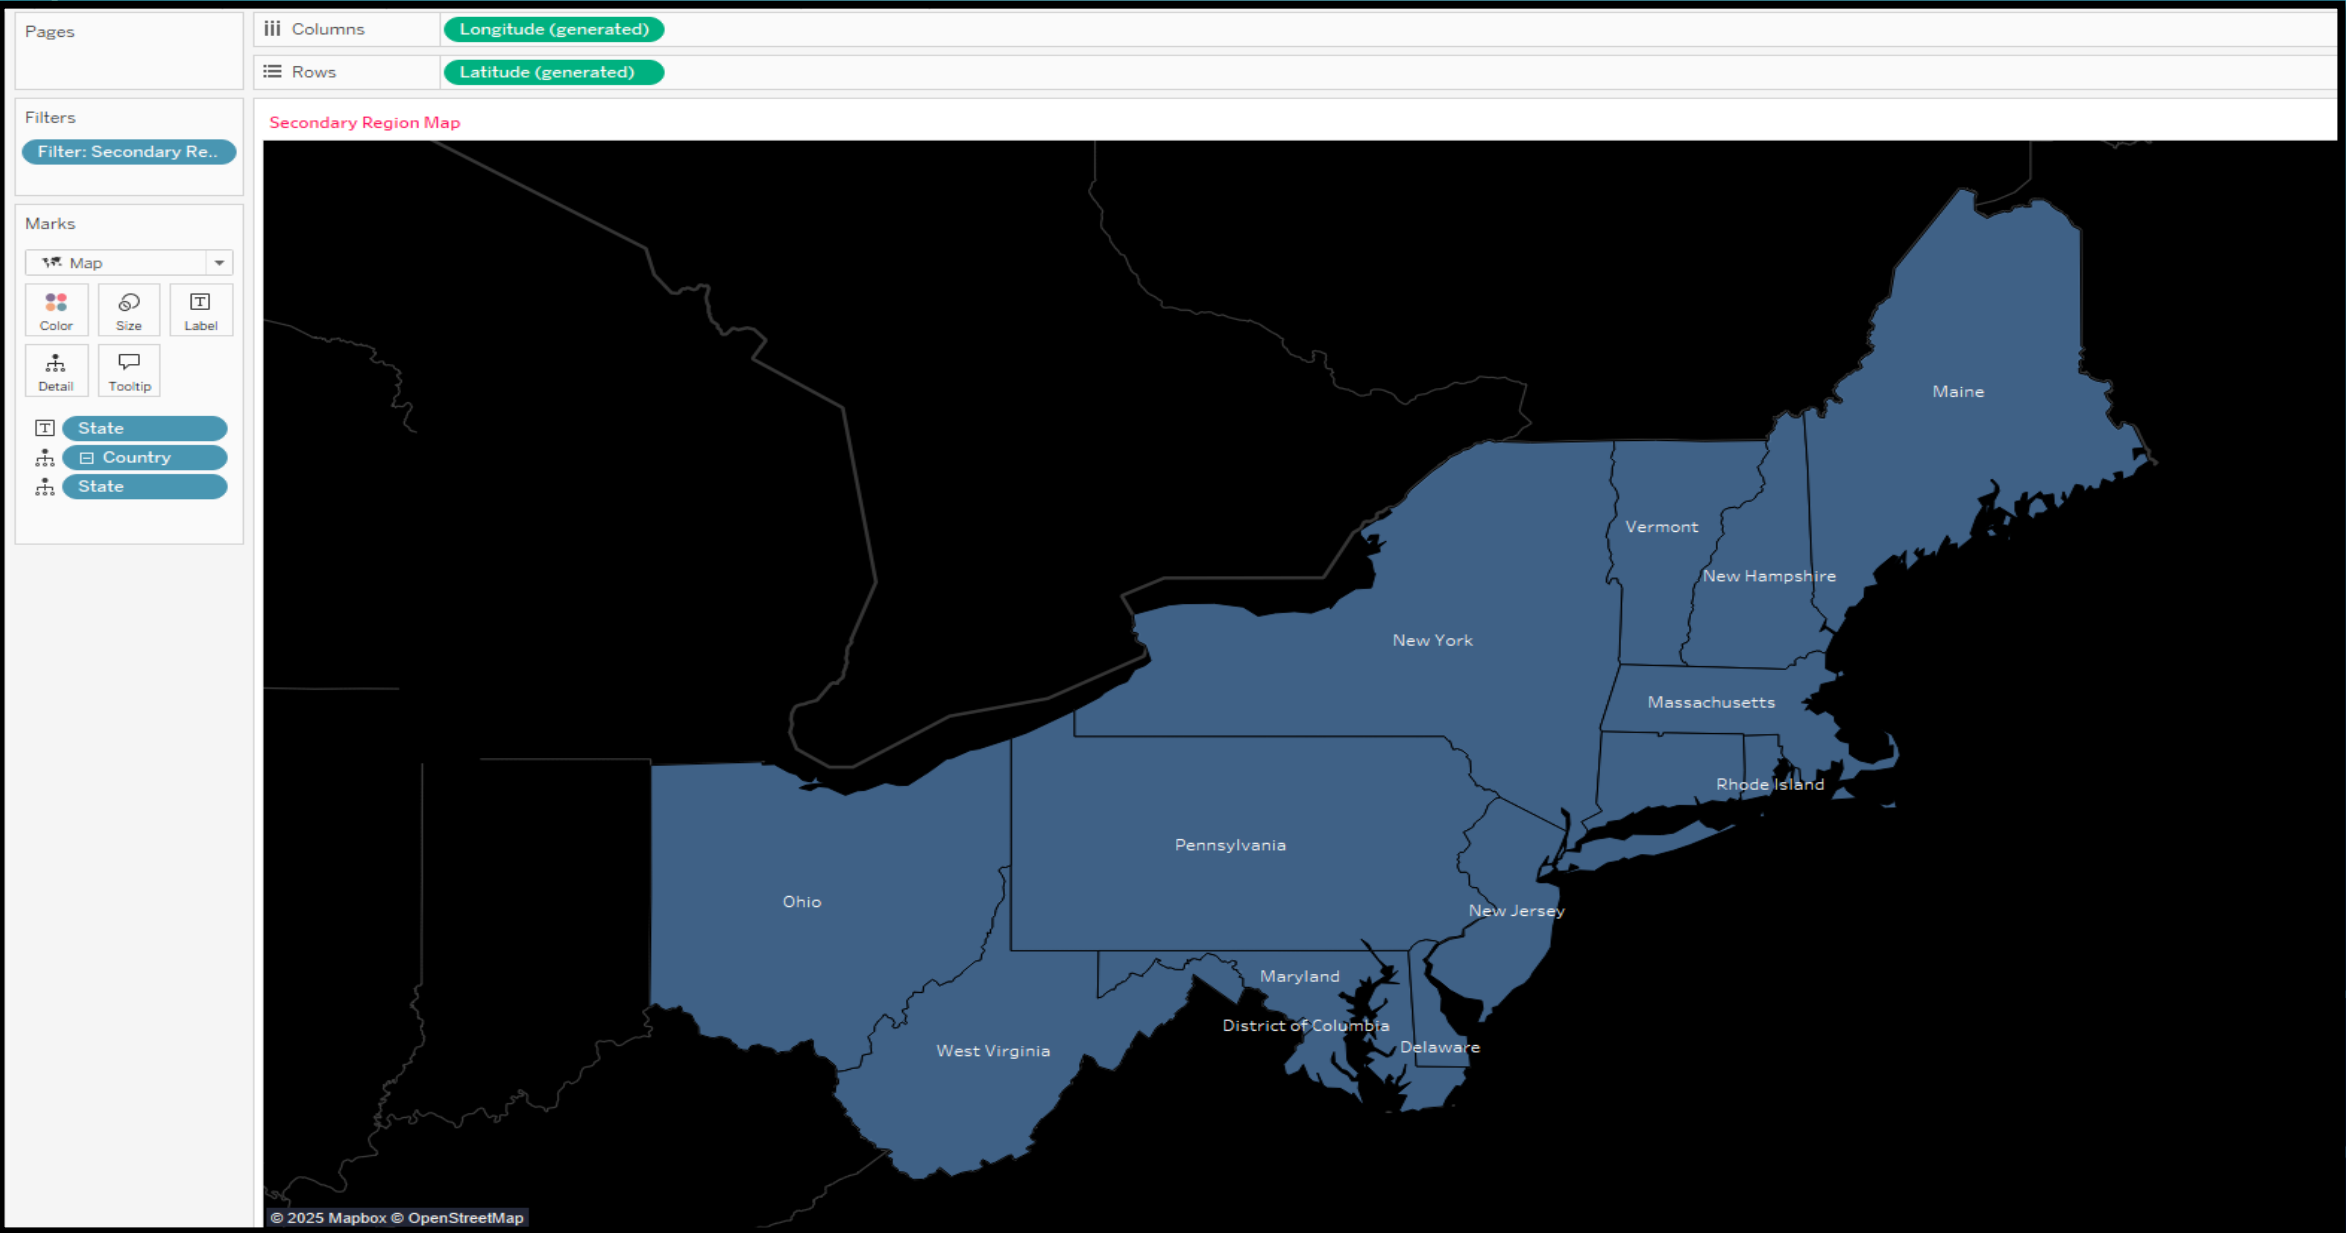 Pages
Columns
Longitude (generated)
Rows
Latitude (generated)
Filters
Filter: Secondary Re..
Marks
Map
Color
Size
Label
Detail
Tooltip
State
Country
State
Secondary Region Map
Maine
Vermont
New Hampshire
New York
Massachusetts
Rhode Island
Pennsylvania
Ohio
New Jersey
Maryland
District of Columbia
Delaware
West Virginia
© 2025 Mapbox © OpenStreetMap